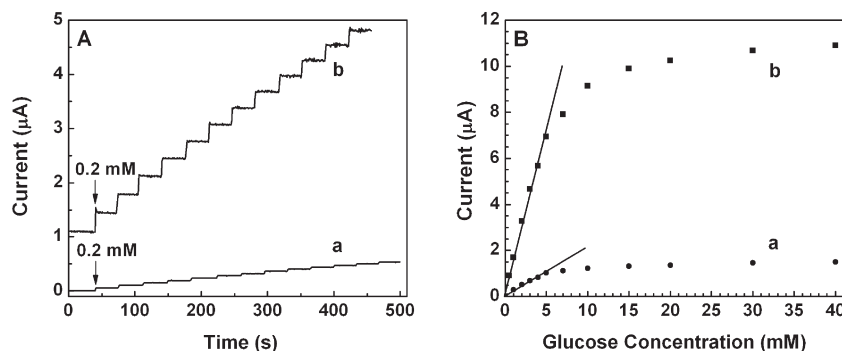 A
5
4
3
2
1
0
Current (μA)
b
0.2 mM
0.2 mM
a
0 100 200 300 400 500
Time (s)
B
12
10
8
6
4
2
0
Current (μA)
b
a
0 5 10 15 20 25 30 35 40
Glucose Concentration (mM)